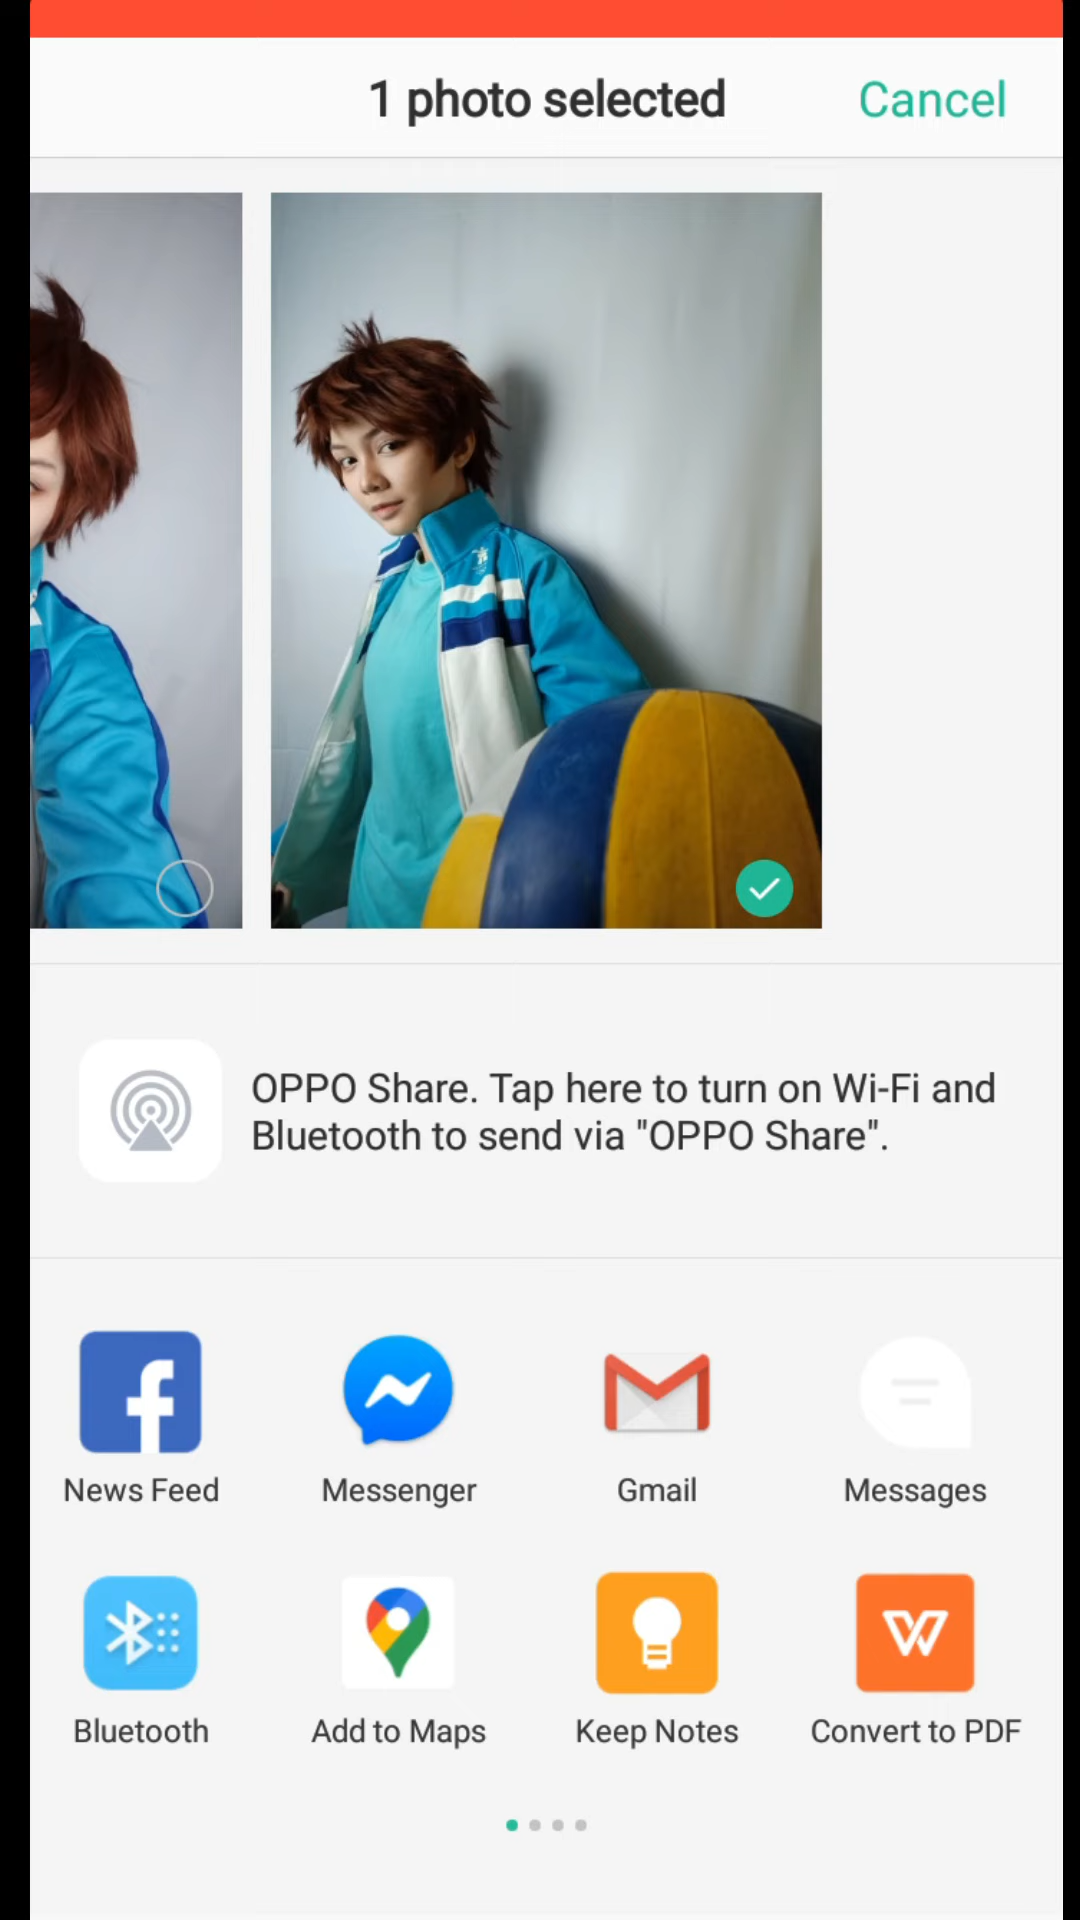 1 photo selected
Cancel
OPPO Share. Tap here to turn on Wi-Fi and
Bluetooth to send via "OPPO Share".
News Feed
Messenger
Gmail
Messages
Bluetooth
Add to Maps
Keep Notes
Convert to PDF